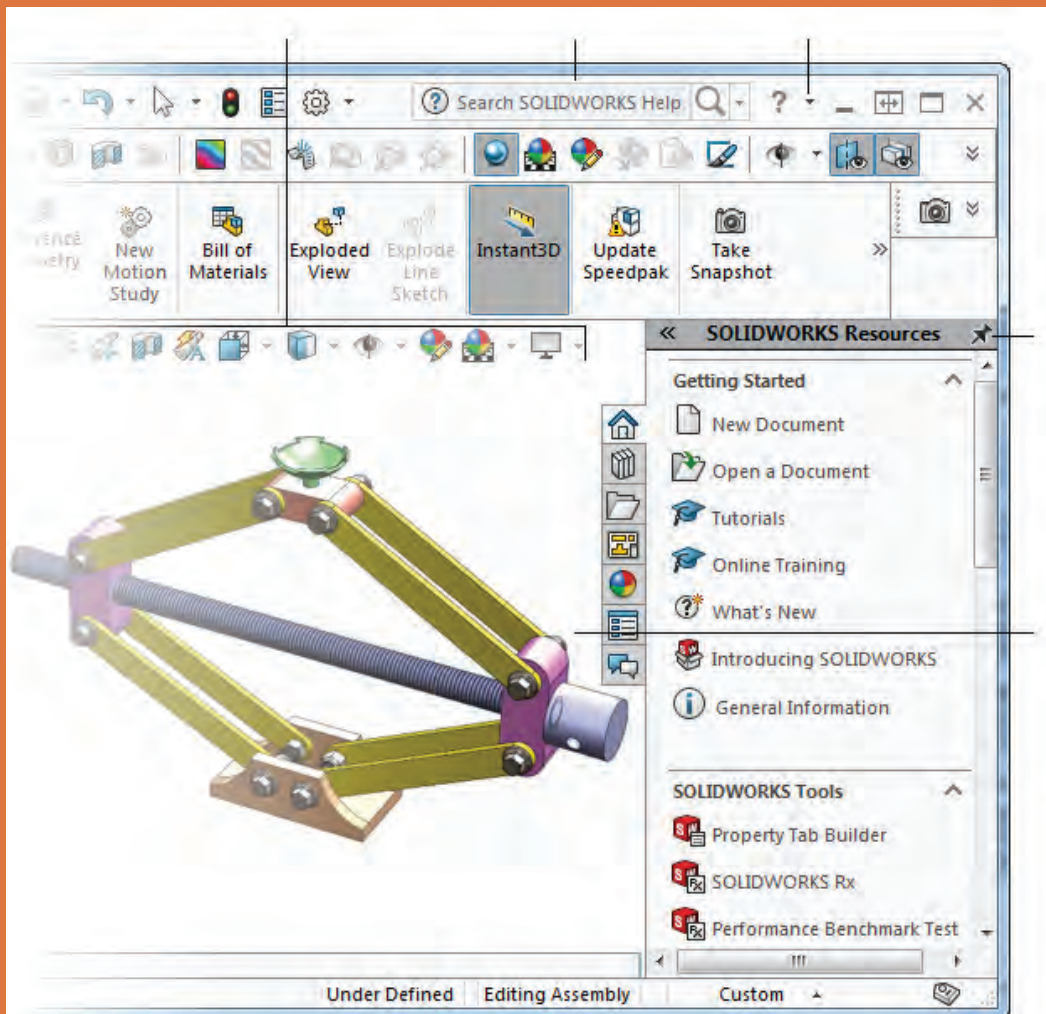 Search SOLIDWORKS Help
?
New Motion Study
Bill of Materials
Exploded View
Explode Line Sketch
Instant3D
Update Speedpak
Take Snapshot
SOLIDWORKS Resources
Getting Started
New Document
Open a Document
Tutorials
Online Training
What's New
Introducing SOLIDWORKS
General Information
SOLIDWORKS Tools
Property Tab Builder
SOLIDWORKS Rx
Performance Benchmark Test
Under Defined
Editing Assembly
Custom